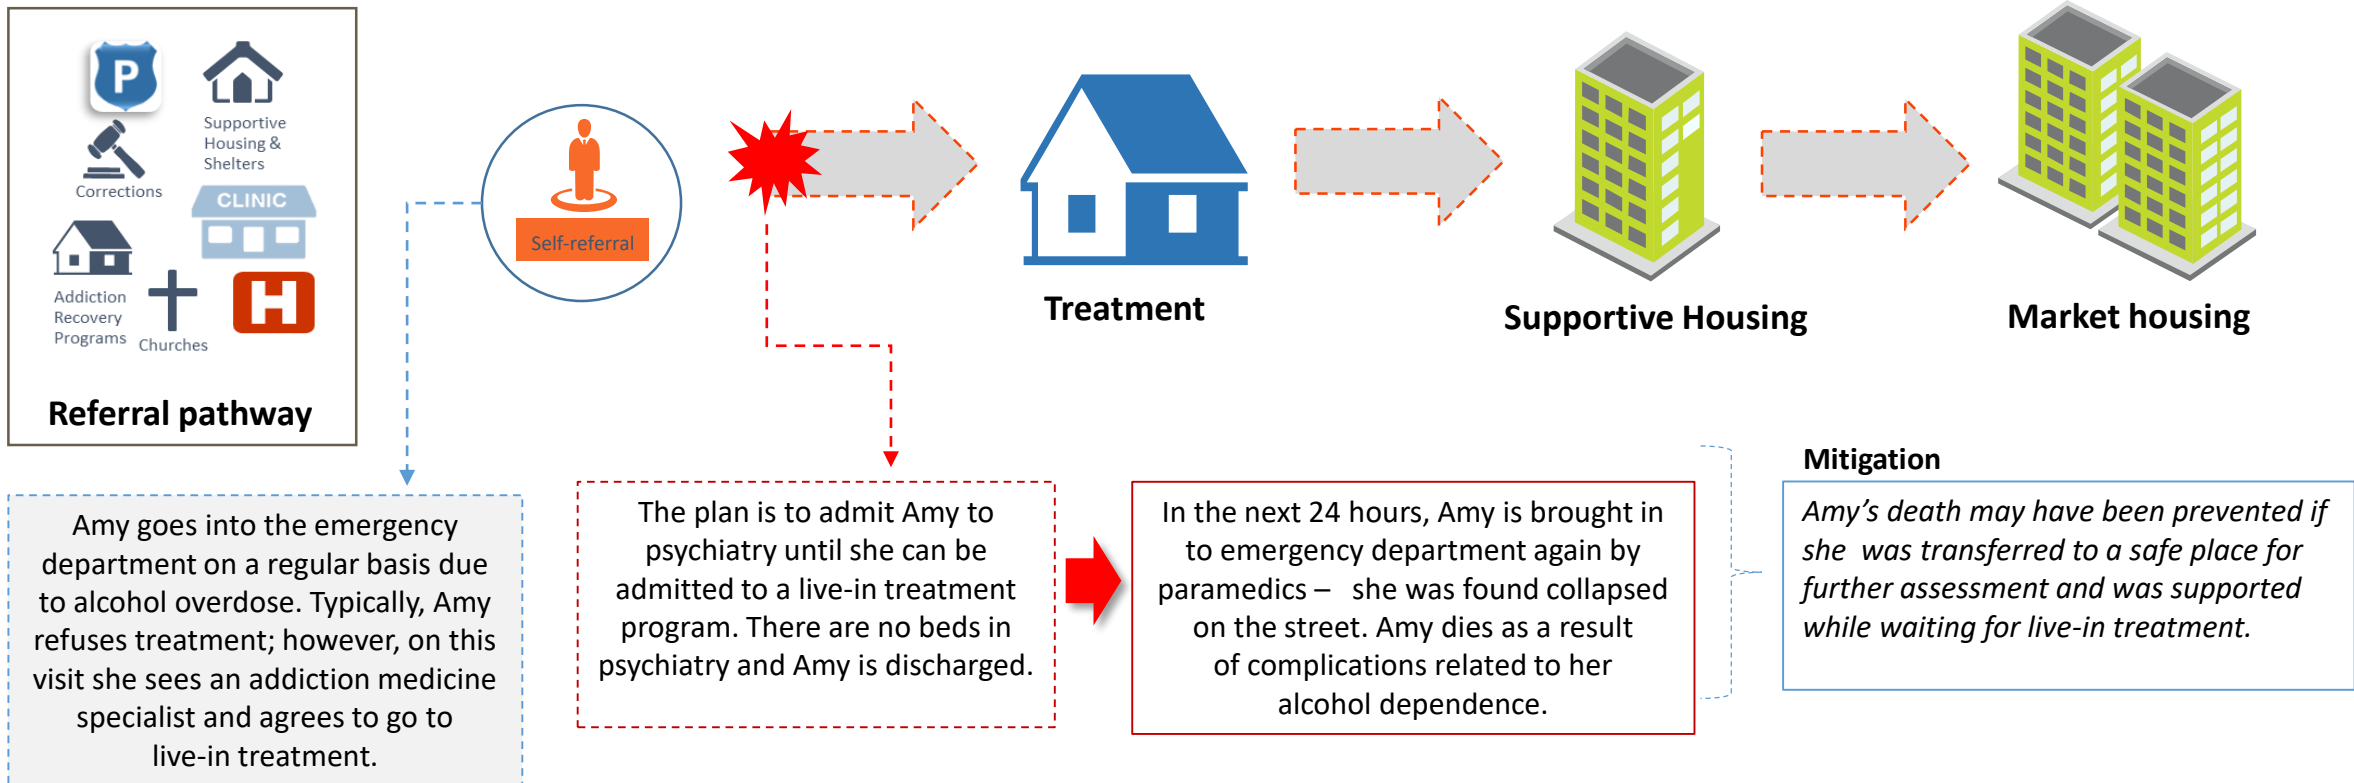 P
Supportive
Housing &
Shelters
Corrections
CLINIC
Addiction
Recovery
Programs
Churches
H
Referral pathway
Self-referral
Treatment
Supportive Housing
Market housing
Amy goes into the emergency
department on a regular basis due
to alcohol overdose. Typically, Amy
refuses treatment; however, on this
visit she sees an addiction medicine
specialist and agrees to go to
live-in treatment.
The plan is to admit Amy to
psychiatry until she can be
admitted to a live-in treatment
program. There are no beds in
psychiatry and Amy is discharged.
In the next 24 hours, Amy is brought in
to emergency department again by
paramedics – she was found collapsed
on the street. Amy dies as a result
of complications related to her
alcohol dependence.
Mitigation
Amy's death may have been prevented if
she was transferred to a safe place for
further assessment and was supported
while waiting for live-in treatment.